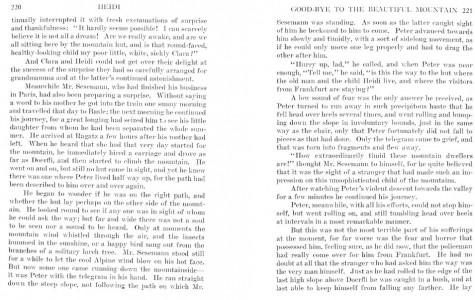 220 HEIDI
tinually interrupted it with fresh exclamations of surprise
and thankfulness: "It hardly seems possible! I can scarcely
believe it is not all a dream! Are we really awake, and are we
all sitting here by the mountain hut, and is that round-faced,
healthy-looking child my poor little, white, sickly Clara?"
And Clara and Heidi could not get over their delight at
the success of the surprise they had so carefully arranged for
grandmamma and at the latter's continued astonishment.
Meanwhile Mr. Sesemann, who had finished his business
in Paris, had also been preparing a surprise. Without saying
a word to his mother he got into the train one sunny morning
and travelled that day to Basle; the next morning he continued
his journey, for a great longing had seized him to see his little
daughter from whom he had been separated the whole sum-
mer. He arrived at Ragatz a few hours after his mother had
left. When he heard that she had that very day started for
the mountain, he immediately hired a carriage and drove as
far as Doerfli, and then started to climb the mountain. He
went on and on, but still no hut came in sight, and yet he knew
there was one where Peter lived half way up, for the path had
been described to him over and over again.
He began to wonder if he was on the right path, and
whether the hut lay perhaps on the other side of the mount-
ain. He looked round to see if any one was in sight of whom
he could ask the way; but far and wide there was not a soul
to be seen nor a sound to be heard. Only at moments the
mountain wind whistled through the air, and the insects
hummed in the sunshine, or a happy bird sang out from the
branches of a solitary larch tree. Mr. Sesemann stood still
for a while to let the cool Alpine wind blow on his hot face.
But now some one came running down the mountainside—
it was Peter with the telegram in his hand. He ran straight
down the steep slope, not following the path on which Mr.
GOOD-BYE TO THE BEAUTIFUL MOUNTAIN 221
Sesemann was standing. As soon as the latter caught sight
of him he beckoned to him to come. Peter advanced towards
him slowly and timidly, with a sort of sideways movement, as
if he could only move one leg properly and had to drag the
other after him.
"Hurry up, lad," he called, and when Peter was near
enough, "Tell me," he said, "is this the way to the hut where
the old man and the child Heidi live, and where the visitors
from Frankfurt are staying?"
A low sound of fear was the only answer he received, as
Peter turned to run away in such precipitous haste that he
fell head over heels several times, and went rolling and bump-
ing down the slope in involuntary bounds, just in the same
way as the chair, only that Peter fortunately did not fall to
pieces as that had done. Only the telegram came to grief, and
that was torn into fragments and flew away.
"How extraordinarily timid these mountain dwellers
are!" thought Mr. Sesemann to himself, for he quite believed
that it was the sight of a stranger that had made such an im-
pression on this unsophisticated child of the mountains.
After watching Peter's violent descent towards the valley
for a few minutes he continued his journey.
Peter, meanwhile, with all his efforts, could not stop him-
self, but went rolling on, and still tumbling head over heels
at intervals in a most remarkable manner.
But this was not the most terrible part of his sufferings
at the moment, for far worse was the fear and horror that
possessed him, feeling sure, as he did now, that the policeman
had really come over for him from Frankfurt. He had no
doubt at all that the stranger who had asked him the way was
the very man himself. Just as he had rolled to the edge of the
last high slope above Doerfli he was caught in a bush, and at
last able to keep himself from falling any farther. He lay